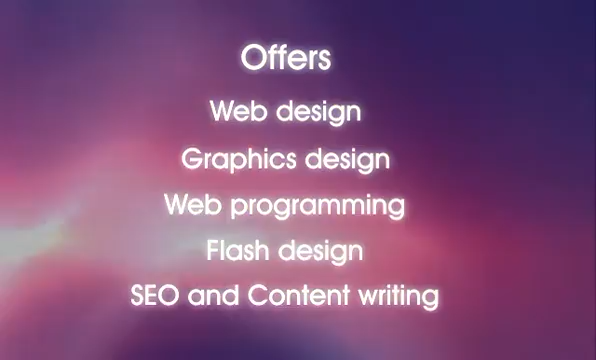 Offers
Web design
Graphics design
Web programming
Flash design
SEO and Content writing